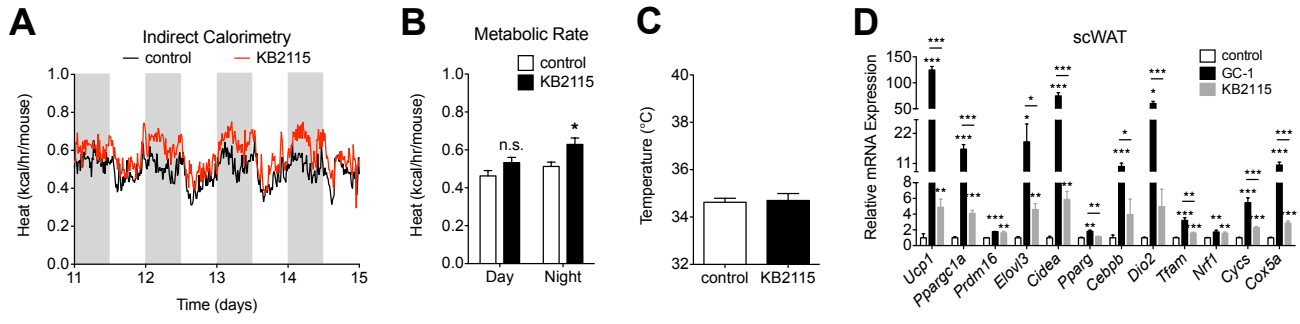 A
Indirect Calorimetry
control
KB2115
Heat (kcal/hr/mouse)
1.0
0.8
0.6
0.4
0.2
0.0
11
12
13
14
15
Time (days)
B
Metabolic Rate
control
KB2115
Heat (kcal/hr/mouse)
1.0
0.8
0.6
0.4
0.2
0.0
n.s.
*
Day
Night
C
Temperature (°C)
40
38
36
34
32
control
KB2115
D
scWAT
control
GC-1
KB2115
Relative mRNA Expression
150
125
100
75
50
22
11
8
6
4
2
0
***
***
**
***
***
***
***
**
*
*
**
***
***
**
**
**
*
***
***
*
**
***
***
**
**
***
***
***
***
***
Ucp1
Ppargc1a
Prdm16
Elovl3
Cidea
Pparg
Cebpb
Dio2
Tfam
Nrf1
Cycs
Cox5a